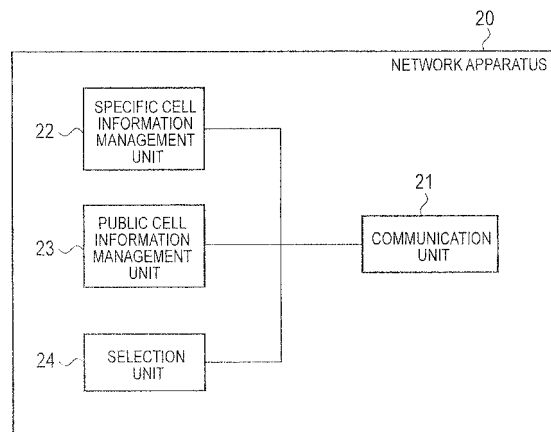 20
NETWORK APPARATUS
SPECIFIC CELL
INFORMATION
MANAGEMENT
UNIT
22
21
COMMUNICATION
UNIT
PUBLIC CELL
INFORMATION
MANAGEMENT
UNIT
23
SELECTION
UNIT
24